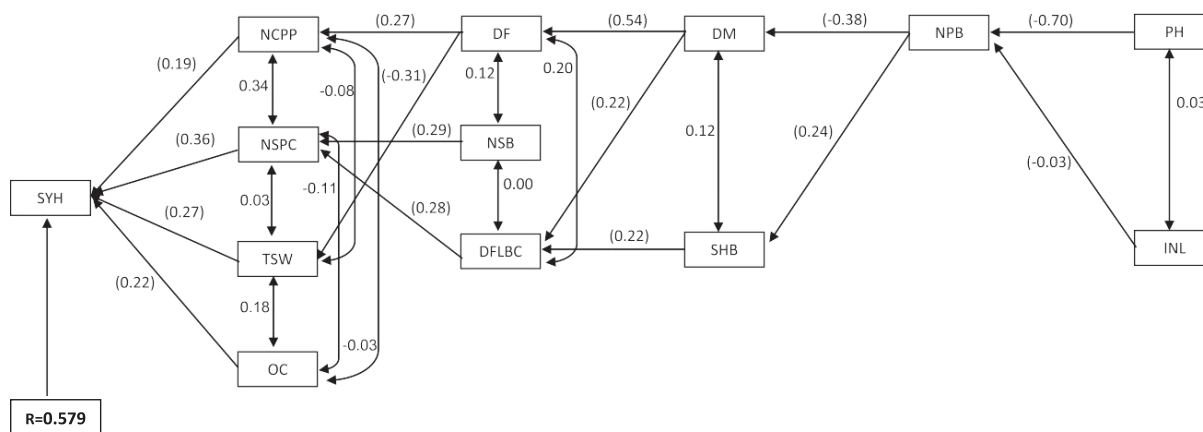 (0.27) (0.54) (-0.38) (-0.70)
NCPP DF DM NPB PH
(0.19) (-0.31) 0.20
0.34 -0.08 0.12 (0.22) 0.03
(0.36) (0.29) 0.12 (0.24)
NSPC NSB
(-0.03)
-0.11 0.00
SYH 0.03
(0.27) (0.28) (0.22)
TSW DFLBC SHB INL
(0.22) 0.18
-0.03
OC
R=0.579